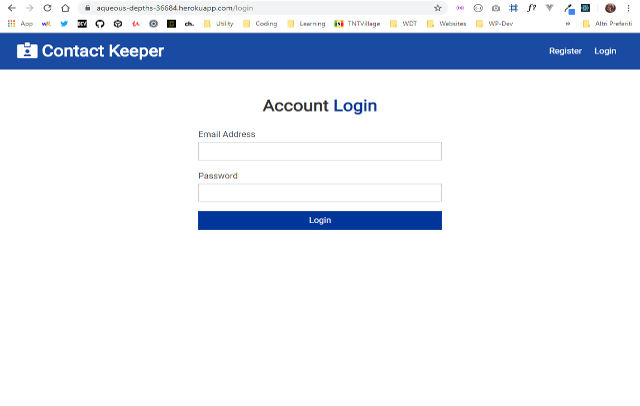 aqueous-depths-36684.herokuapp.com/login
App
Utility
Coding
Learning
TNTVillage
WDT
Websites
WP-Dev
»
Altri Preferiti
Contact Keeper
Register
Login
Account Login
Email Address
Password
Login